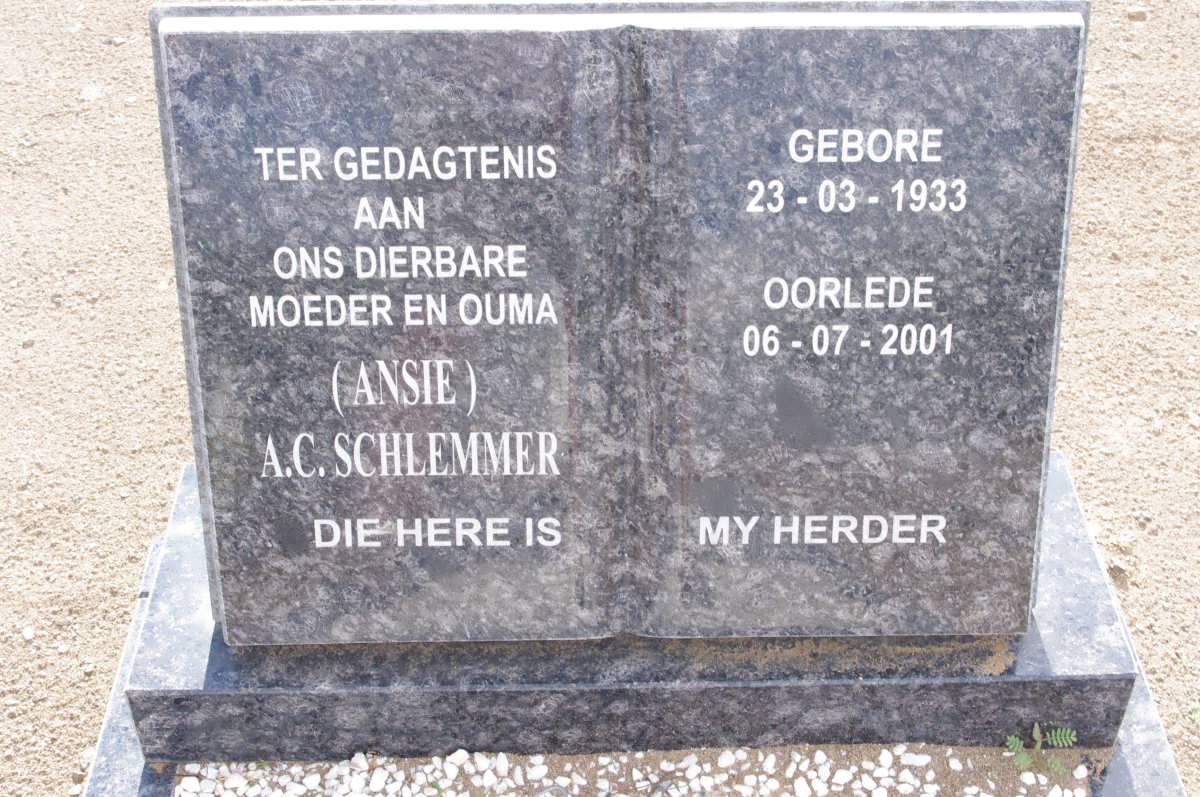 TER GEDAGTENIS
AAN
ONS DIERBARE
MOEDER EN OUMA
( ANSIE )
A.C. SCHLEMMER
GEBORE
23 - 03 - 1933
OORLEDE
06 - 07 - 2001
DIE HERE IS MY HERDER